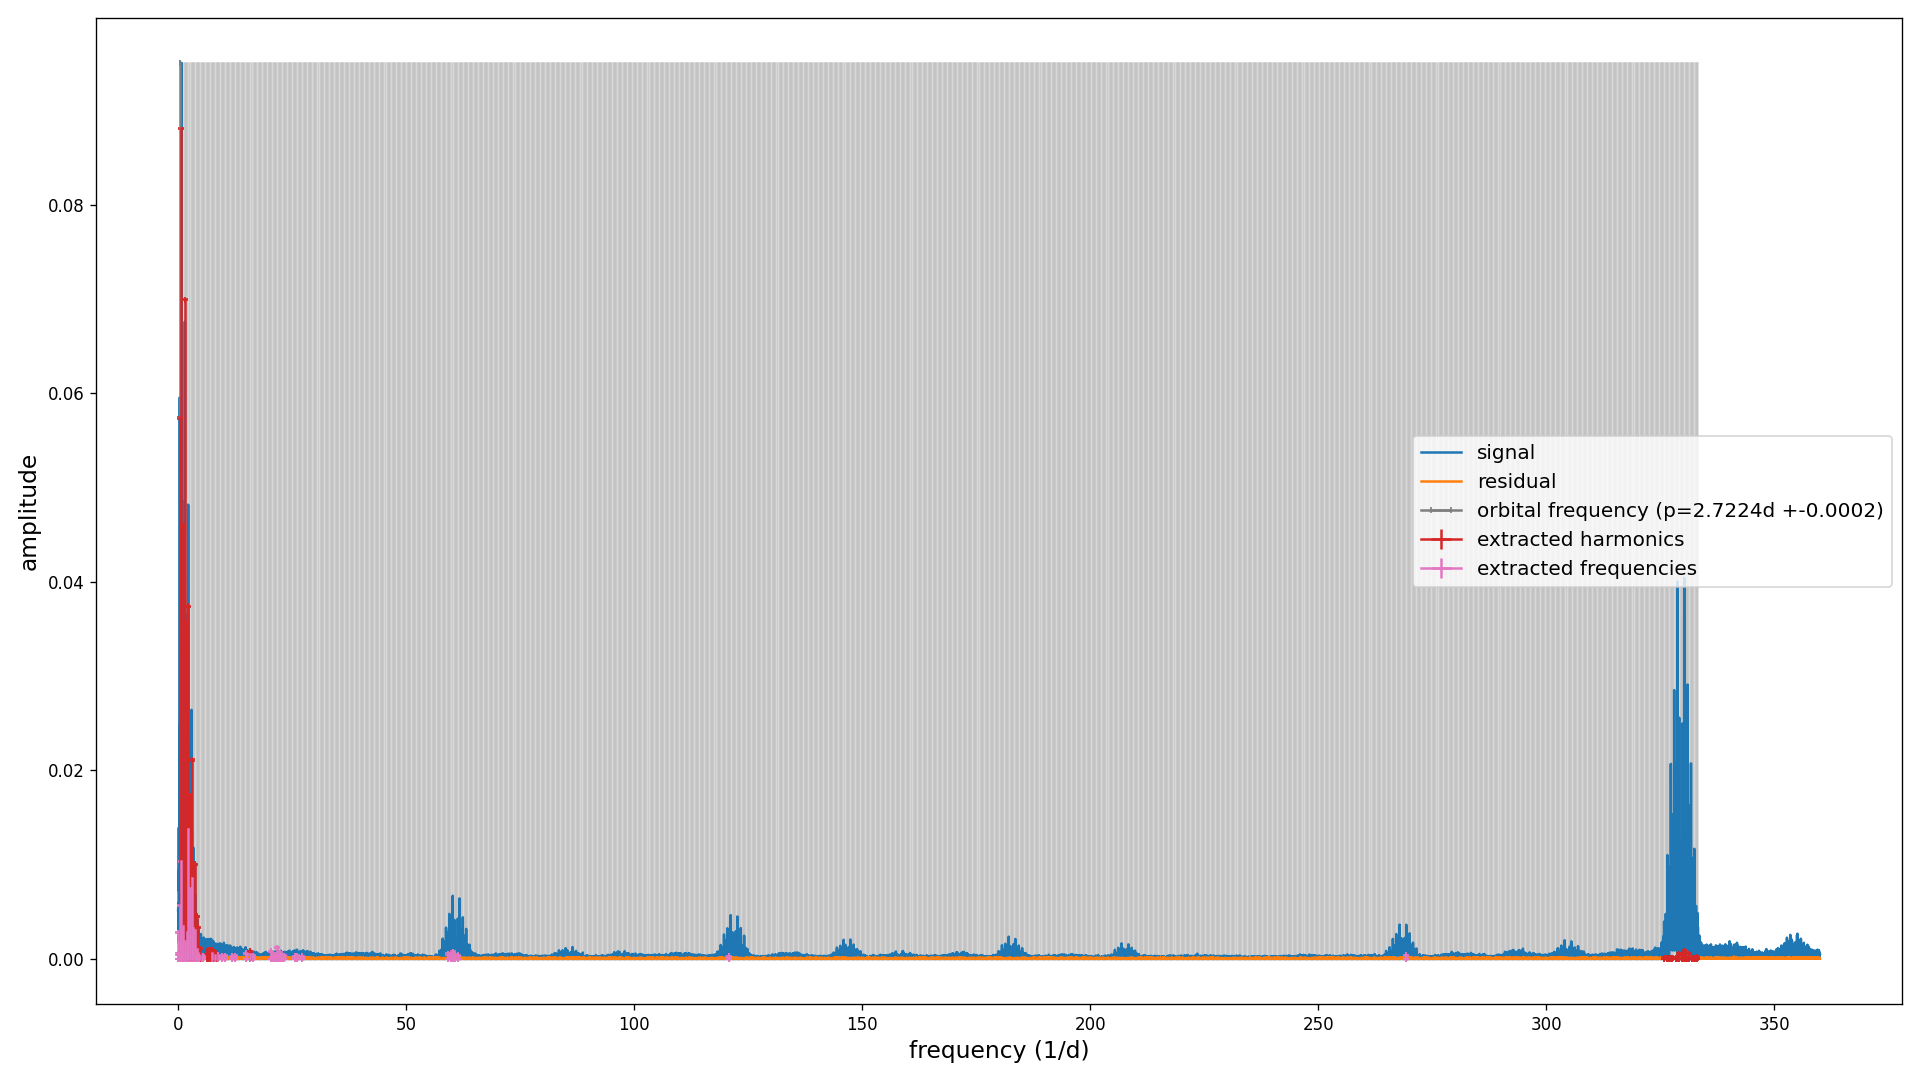 amplitude
0.08
0.06
0.04
0.02
0.00
signal
residual
orbital frequency (p=2.7224d +-0.0002)
extracted harmonics
extracted frequencies
0 50 100 150 200 250 300 350
frequency (1/d)